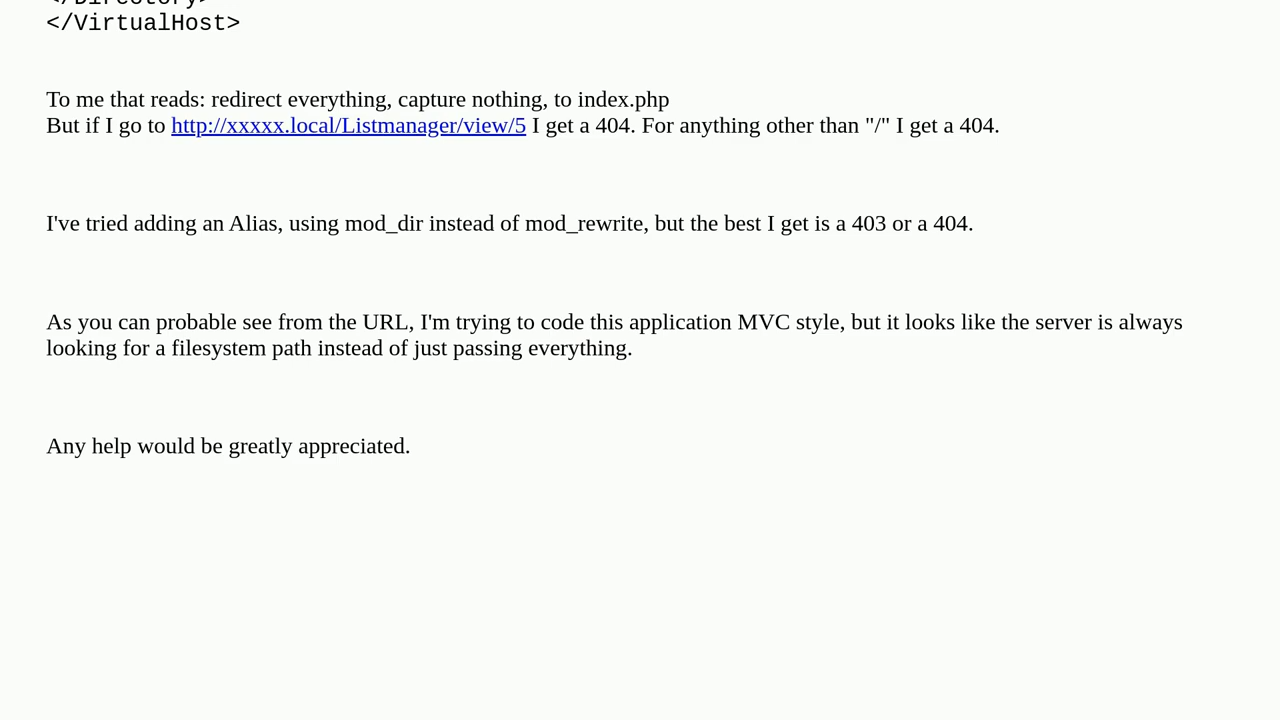 </Directory>
</VirtualHost>
To me that reads: redirect everything, capture nothing, to index.php
But if I go to http://xxxxx.local/Listmanager/view/5 I get a 404. For anything other than "/" I get a 404.
I've tried adding an Alias, using mod_dir instead of mod_rewrite, but the best I get is a 403 or a 404.
As you can probable see from the URL, I'm trying to code this application MVC style, but it looks like the server is always
looking for a filesystem path instead of just passing everything.
Any help would be greatly appreciated.